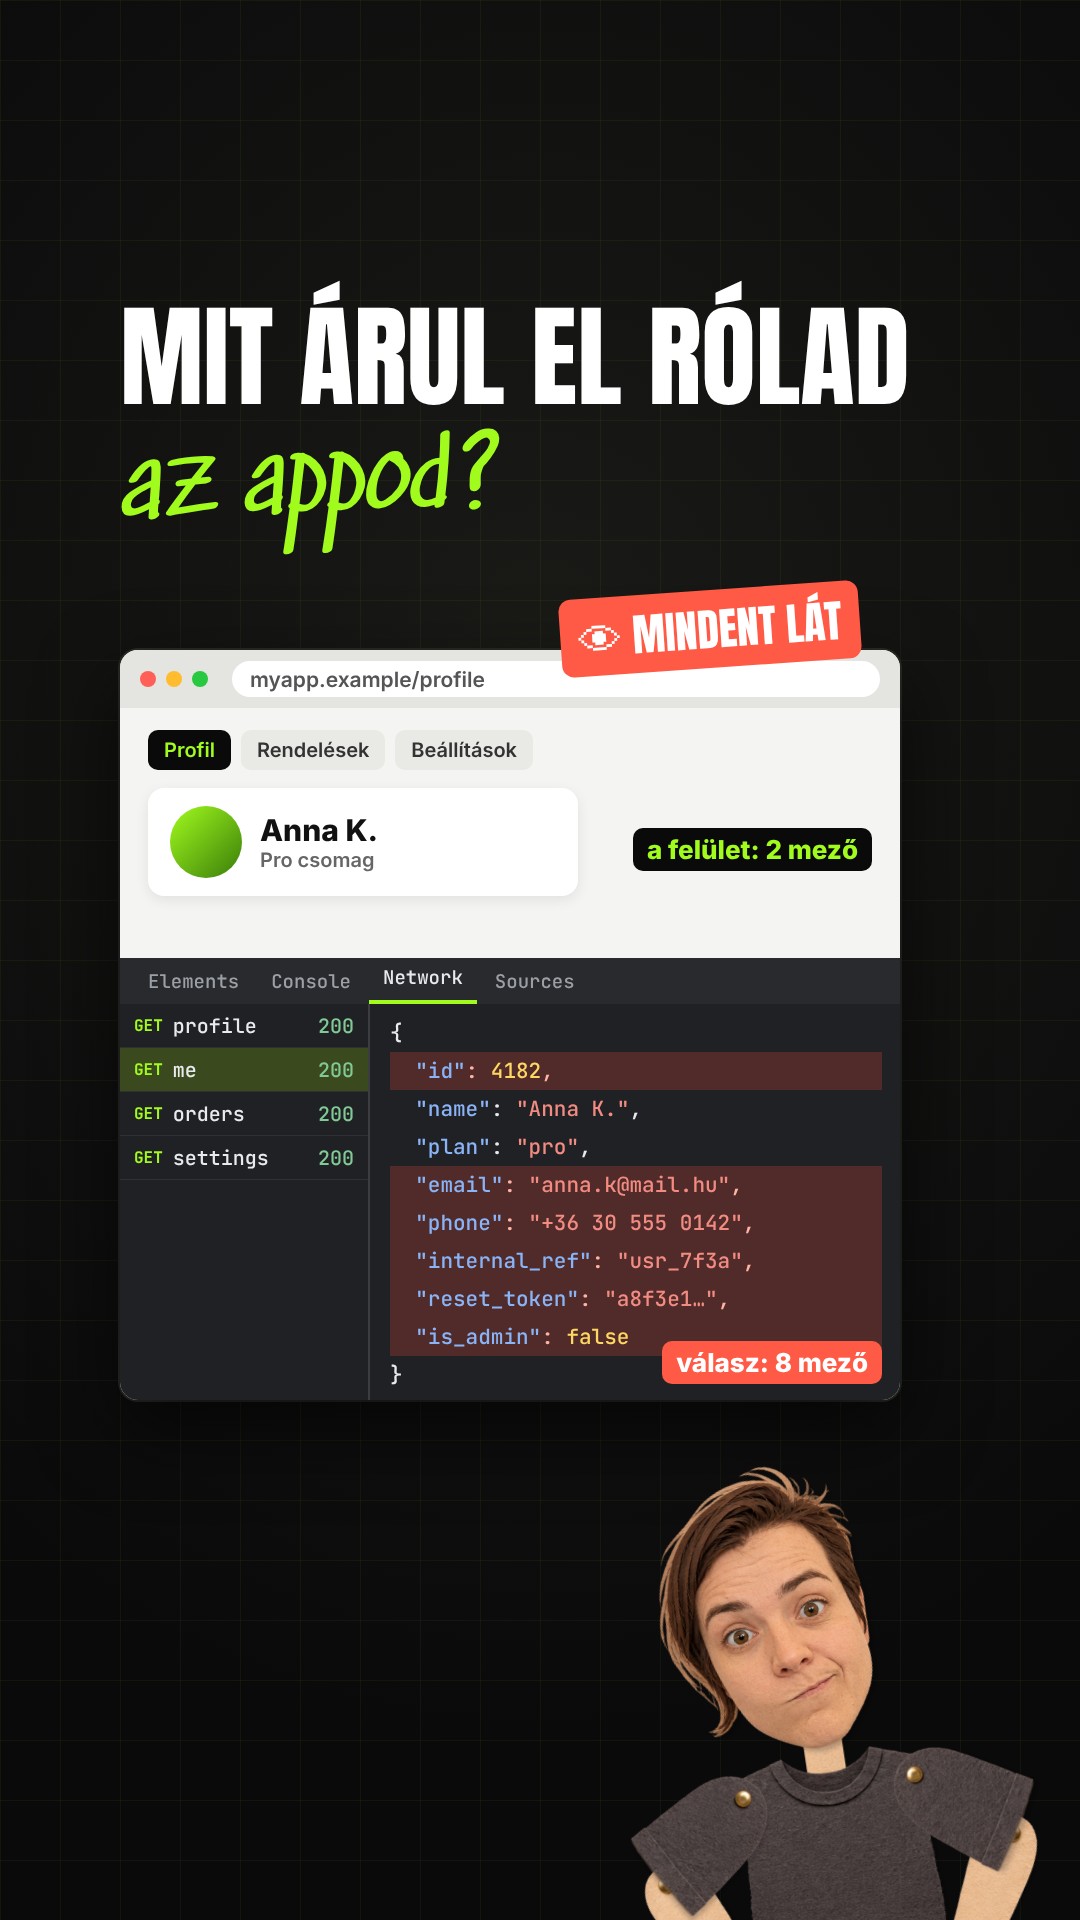 MIT ÁRUL EL RÓLAD
az appod?
MINDENT LÁT
myapp.example/profile
Profil Rendelések Beállítások
Anna K.
Pro csomag
a felület: 2 mező
Elements Console Network Sources
GET profile 200
GET me 200
GET orders 200
GET settings 200
{
"id": 4182,
"name": "Anna K.",
"plan": "pro",
"email": "anna.k@mail.hu",
"phone": "+36 30 555 0142",
"internal_ref": "usr_7f3a",
"reset_token": "a8f3e1…",
"is_admin": false
}
válasz: 8 mező